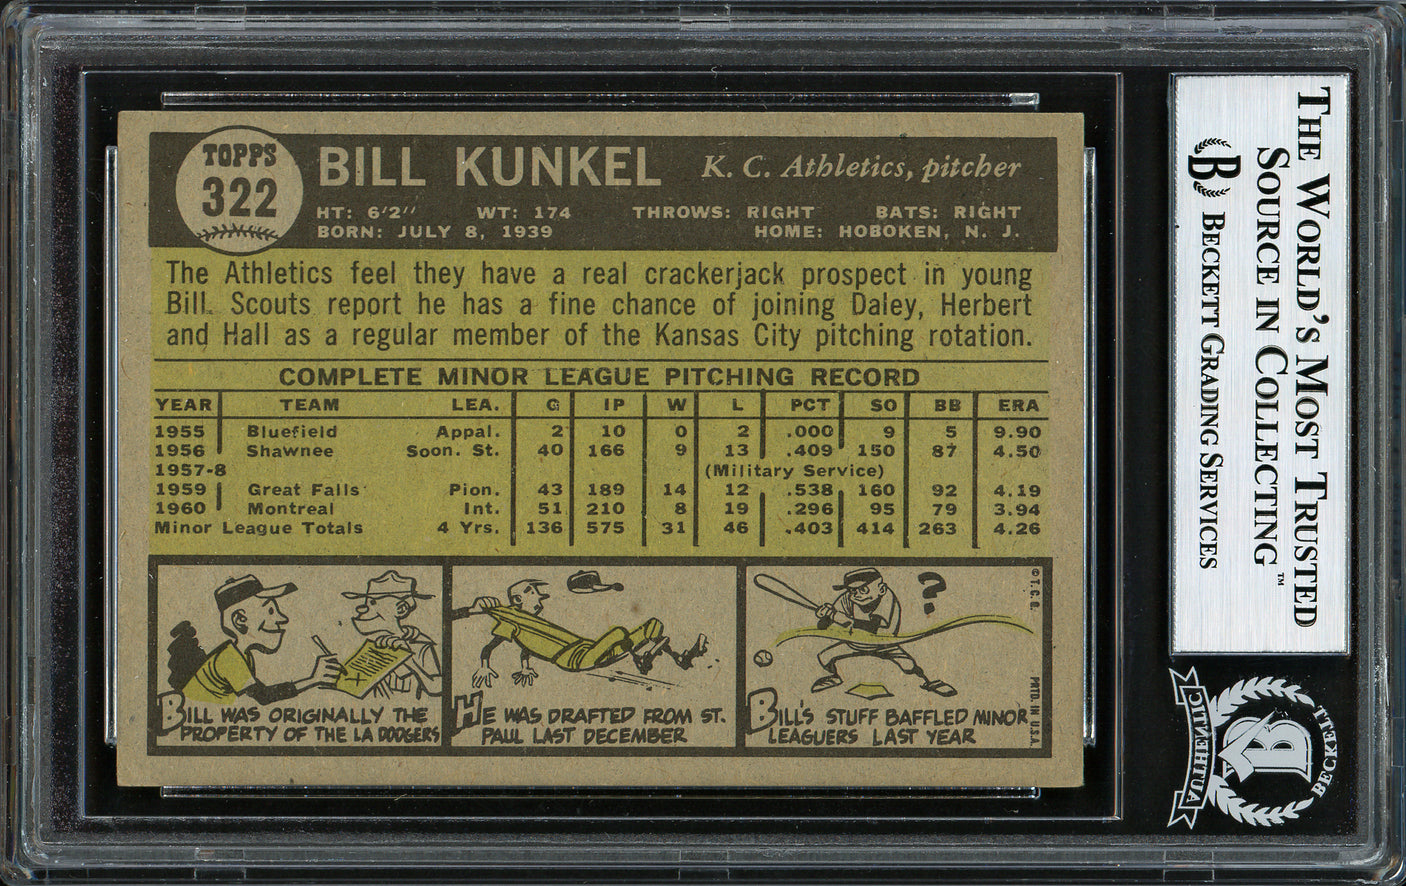 TOPPS
322
BILL KUNKEL K. C. Athletics, pitcher
HT: 6'2" WT: 174 THROWS: RIGHT BATS: RIGHT
BORN: JULY 8, 1939 HOME: HOBOKEN, N. J.
The Athletics feel they have a real crackerjack prospect in young
Bill. Scouts report he has a fine chance of joining Daley, Herbert
and Hall as a regular member of the Kansas City pitching rotation.
COMPLETE MINOR LEAGUE PITCHING RECORD
YEAR TEAM LEA. G IP W L PCT SO BB ERA
1955 Bluefield Appal. 2 10 0 2 .000 9 5 9.90
1956 Shawnee Soon. St. 40 166 9 13 .409 150 87 4.50
1957-8 (Military Service)
1959 Great Falls Pion. 43 189 14 12 .538 160 92 4.19
1960 Montreal Int. 51 210 8 19 .296 95 79 3.94
Minor League Totals 4 Yrs. 136 575 31 46 .403 414 263 4.26
BILL WAS ORIGINALLY THE
PROPERTY OF THE LA DODGERS
HE WAS DRAFTED FROM ST.
PAUL LAST DECEMBER
?
BILL'S STUFF BAFFLED MINOR
LEAGUERS LAST YEAR
© T.C.G.
PRTD. IN U.S.A.
THE WORLD'S MOST TRUSTED
SOURCE IN COLLECTING™
B BECKETT GRADING SERVICES
BECKETT
B
AUTHENTIC